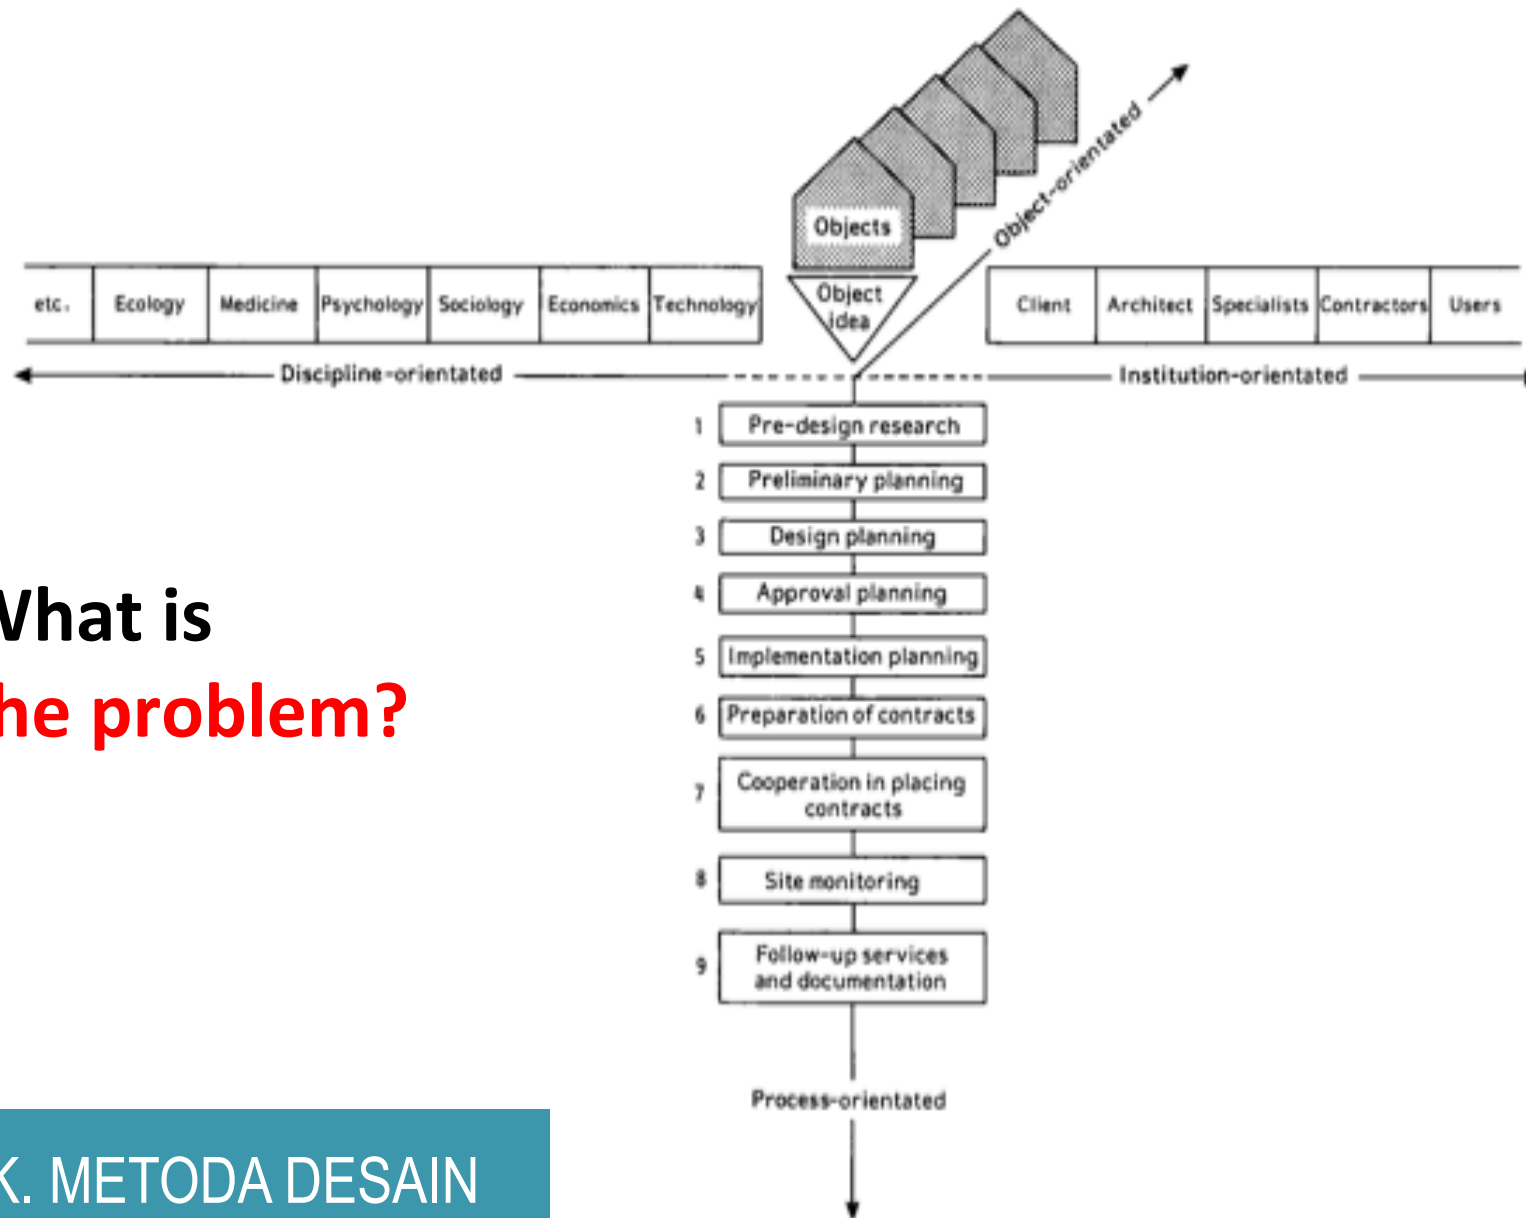 Objects
Object-orientated
etc.
Ecology
Medicine
Psychology
Sociology
Economics
Technology
Object
idea
Client
Architect
Specialists
Contractors
Users
Discipline-orientated
Institution-orientated
1 Pre-design research
2 Preliminary planning
3 Design planning
4 Approval planning
5 Implementation planning
6 Preparation of contracts
7 Cooperation in placing
contracts
8 Site monitoring
9 Follow-up services
and documentation
Process-orientated
What is
he problem?
K. METODA DESAIN